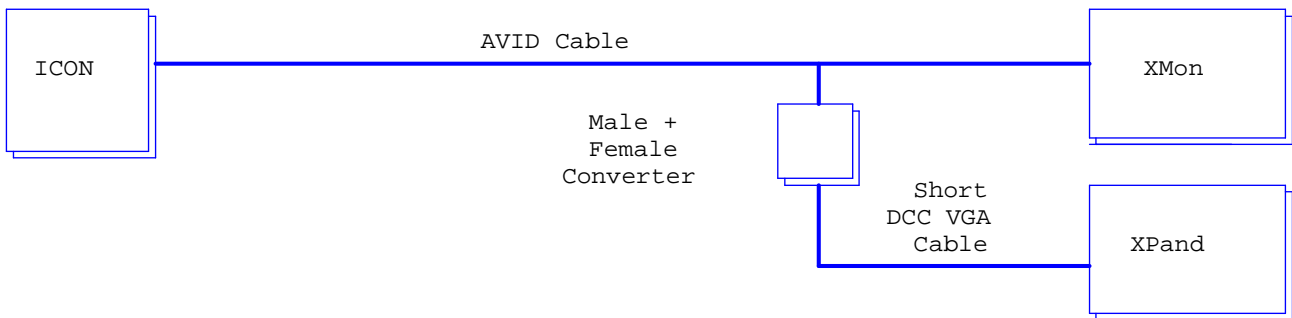 AVID Cable
ICON
XMon
Male +
Female
Converter
Short
DCC VGA
Cable
XPand